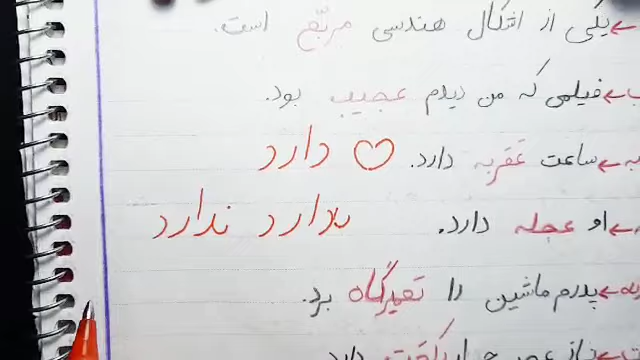 یکی از اشکال هندسی مربّع است.
فیلمی که من دیدم عجیب بود.
ساعت عقربه دارد. دارد
او عجله دارد. ندارد
پدرم ماشین را تعمیرگاه برد.